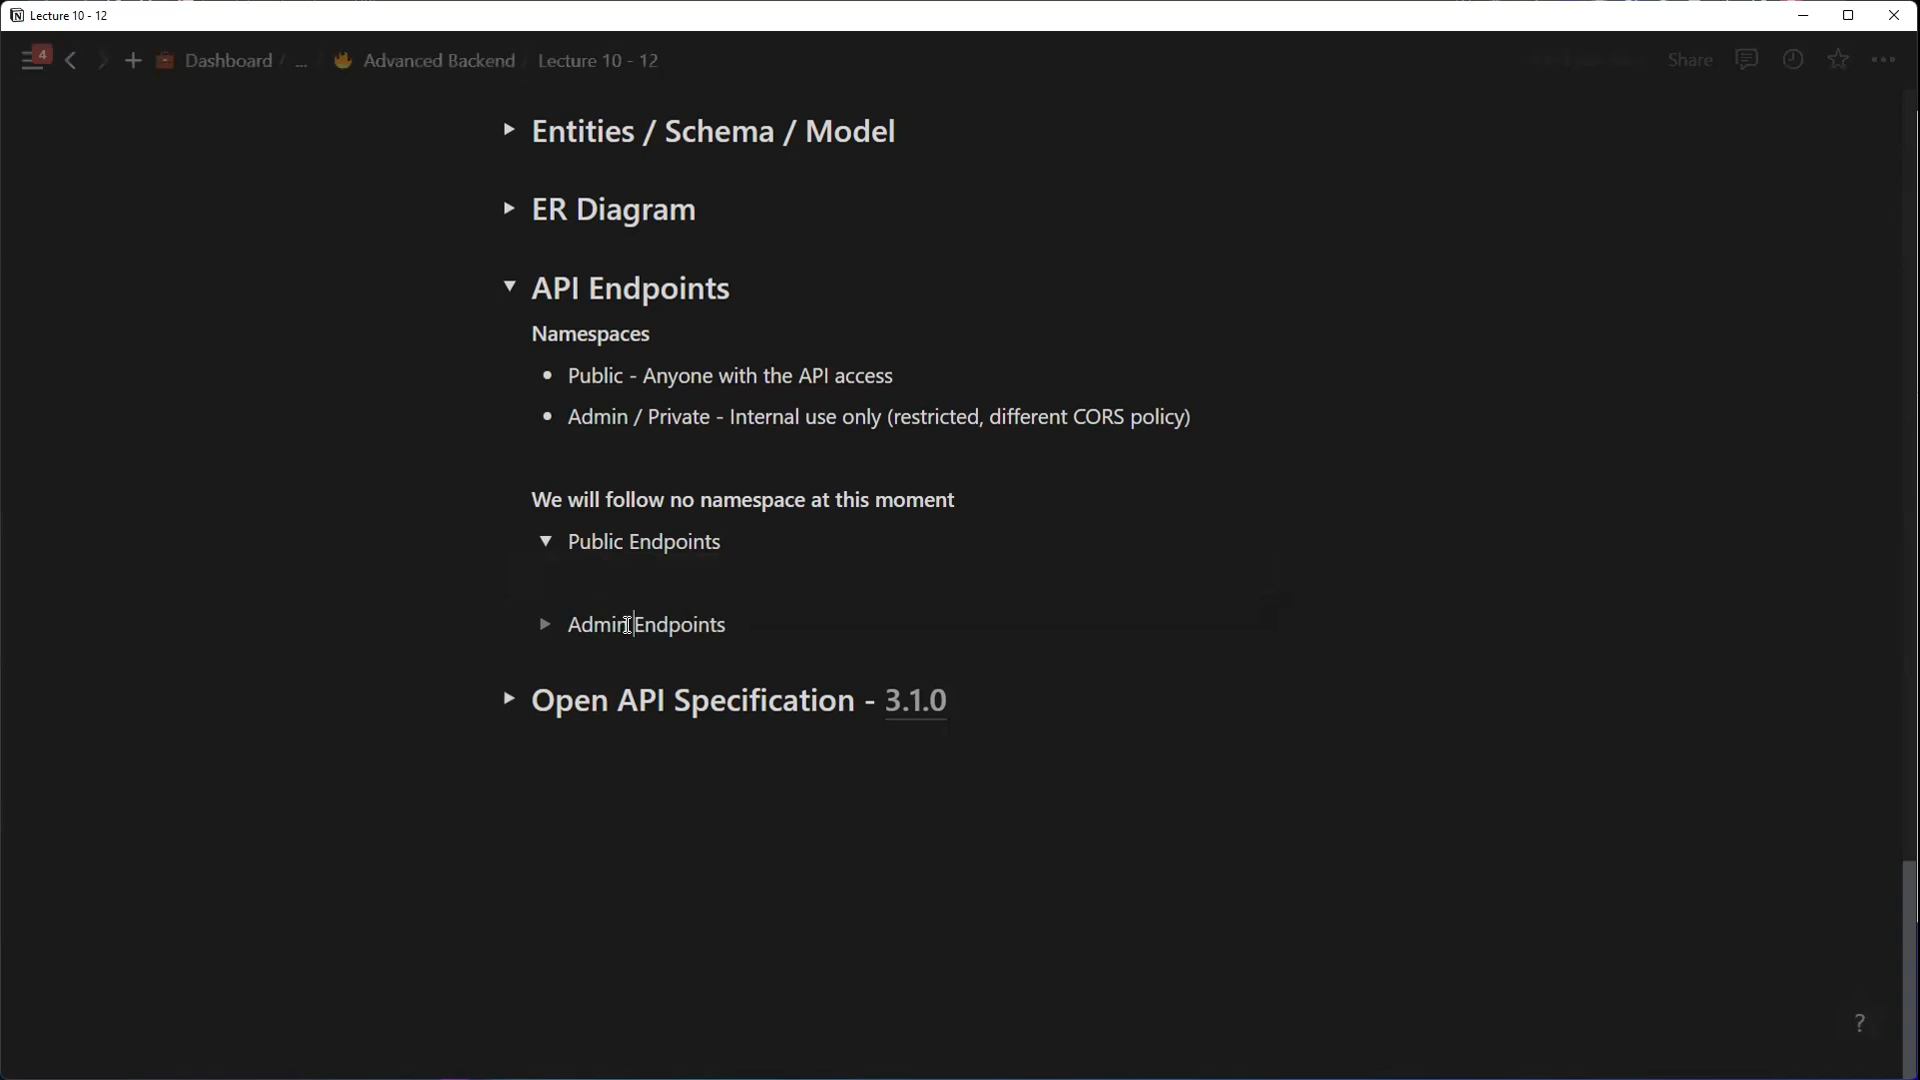 Lecture 10 - 12
4
Dashboard / ... / Advanced Backend / Lecture 10 - 12
Share
Entities / Schema / Model
ER Diagram
API Endpoints
Namespaces
Public - Anyone with the API access
Admin / Private - Internal use only (restricted, different CORS policy)
We will follow no namespace at this moment
Public Endpoints
Admin Endpoints
Open API Specification - 3.1.0
?